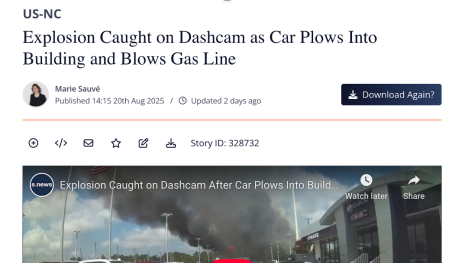 US-NC
Explosion Caught on Dashcam as Car Plows Into
Building and Blows Gas Line
Marie Sauvé
Published 14:15 20th Aug 2025 / Updated 2 days ago
Download Again?
</> Story ID: 328732
s-news
Explosion Caught on Dashcam After Car Plows Into Build...
Watch later
Share